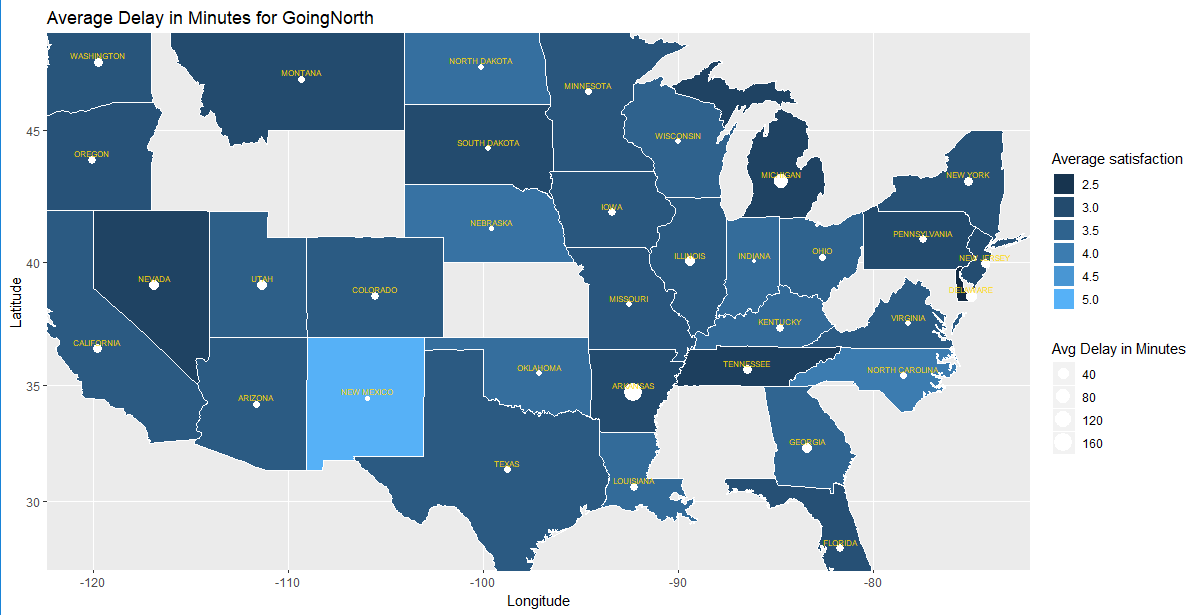 Average Delay in Minutes for GoingNorth
WASHINGTON
MONTANA
NORTH DAKOTA
MINNESOTA
OREGON
SOUTH DAKOTA
WISCONSIN
MICHIGAN
NEW YORK
IOWA
NEBRASKA
PENNSYLVANIA
NEVADA
UTAH
COLORADO
ILLINOIS
INDIANA
OHIO
NEW JERSEY
DELAWARE
MISSOURI
CALIFORNIA
KENTUCKY
VIRGINIA
ARIZONA
NEW MEXICO
OKLAHOMA
ARKANSAS
TENNESSEE
NORTH CAROLINA
TEXAS
LOUISIANA
GEORGIA
FLORIDA
45
40
35
30
Latitude
-120
-110
-100
-90
-80
Longitude
Average satisfaction
2.5
3.0
3.5
4.0
4.5
5.0
Avg Delay in Minutes
40
80
120
160